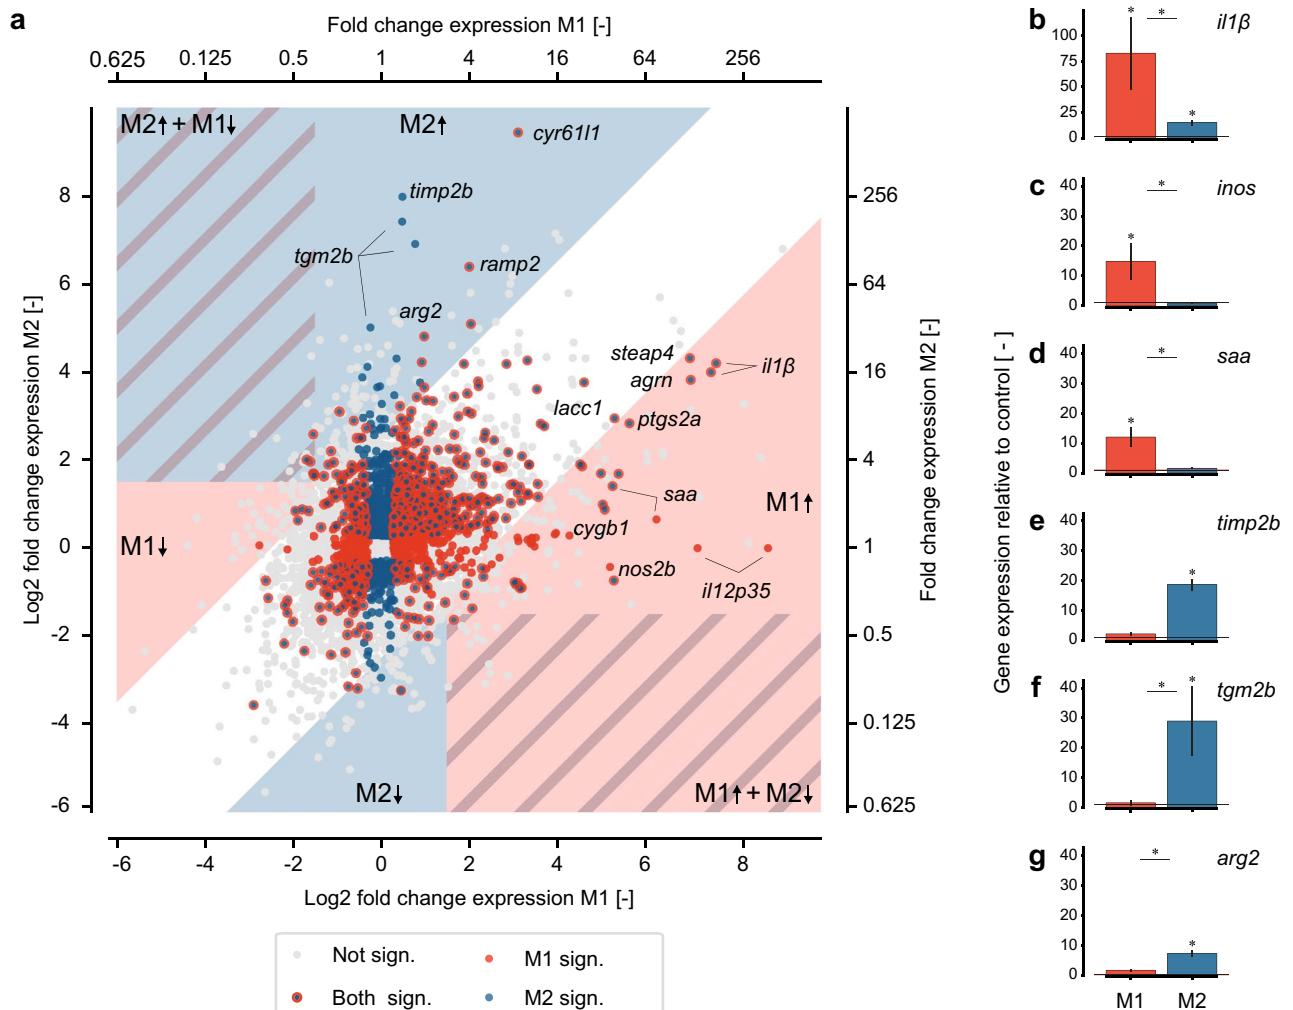 a
Fold change expression M1 [-]
0.625 0.125 0.5 1 4 16 64 256
M2↑ + M1↓
M2↑
cyr61l1
timp2b
tgm2b
ramp2
arg2
steap4
il1β
agrn
lacc1
ptgs2a
saa
M1↑
cygb1
M1↓
nos2b
il12p35
M2↓
M1↑ + M2↓
Log2 fold change expression M2 [-]
8
6
4
2
0
-2
-4
-6
256
64
16
4
1
0.5
0.125
0.625
Fold change expression M2 [-]
-6 -4 -2 0 2 4 6 8
Log2 fold change expression M1 [-]
Not sign.
M1 sign.
Both sign.
M2 sign.
Gene expression relative to control [ - ]
b
* * il1β
100
75
50
25
0
*
c
* inos
40
30
20
10
0
*
d
* saa
40
30
20
10
0
*
e
timp2b
40
30
20
10
0
*
f
* * tgm2b
40
30
20
10
0
g
* arg2
40
30
20
10
0
*
M1 M2